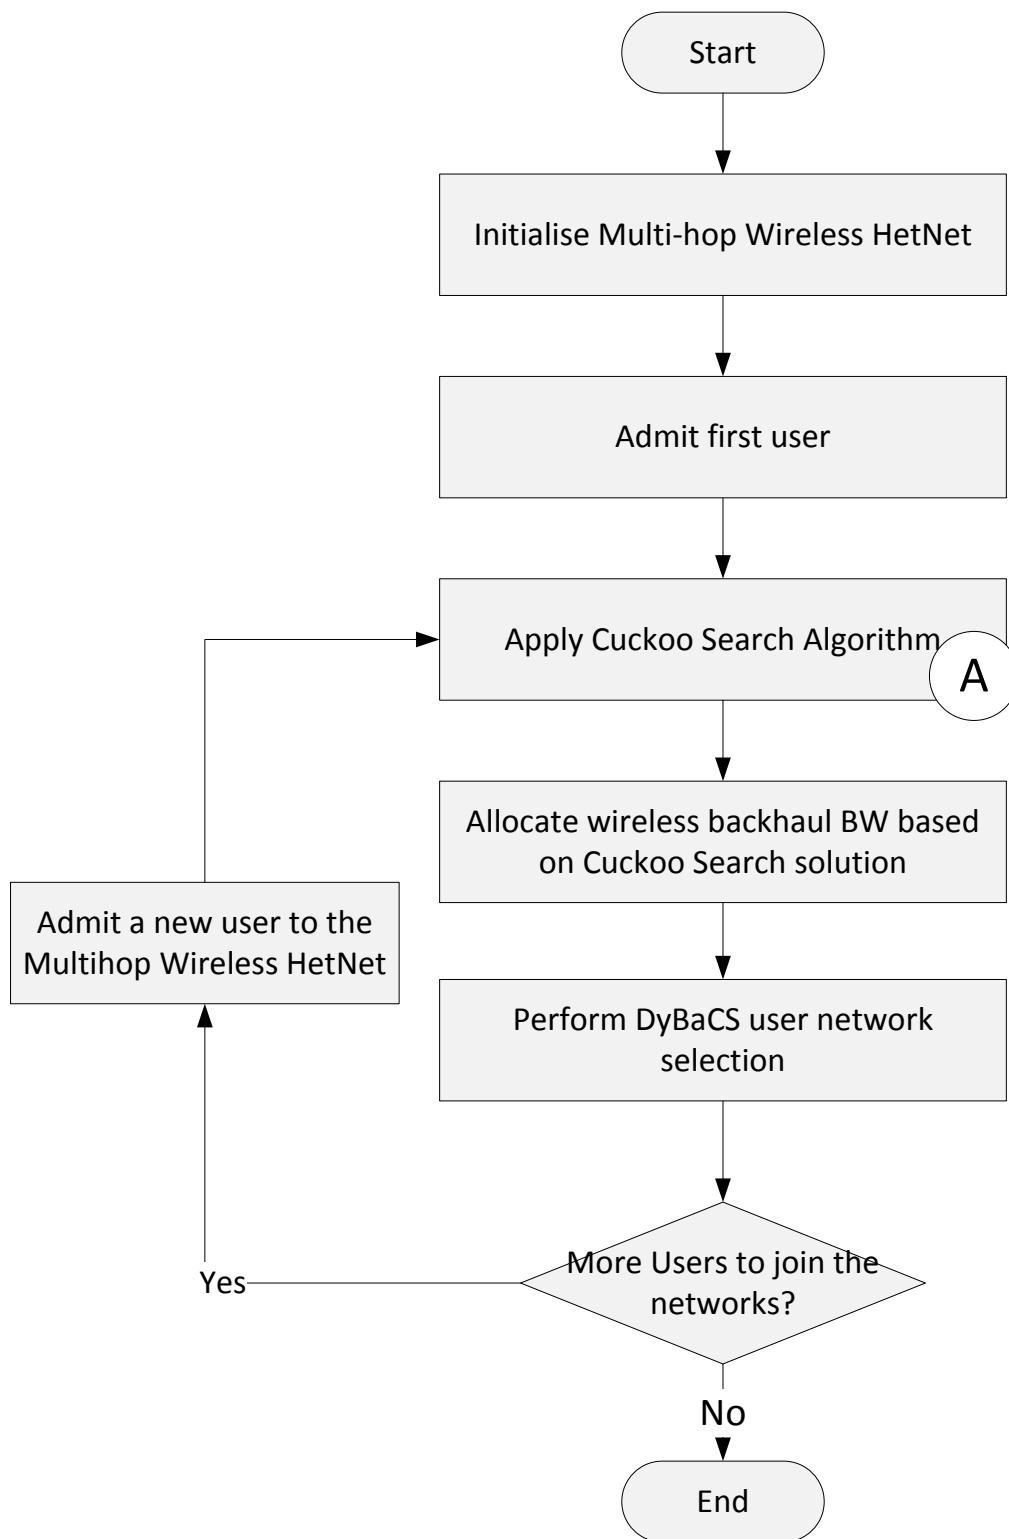 Start
Initialise Multi-hop Wireless HetNet
Admit first user
Apply Cuckoo Search Algorithm
A
Allocate wireless backhaul BW based
on Cuckoo Search solution
Admit a new user to the
Multihop Wireless HetNet
Perform DyBaCS user network
selection
More Users to join the
networks?
Yes
No
End